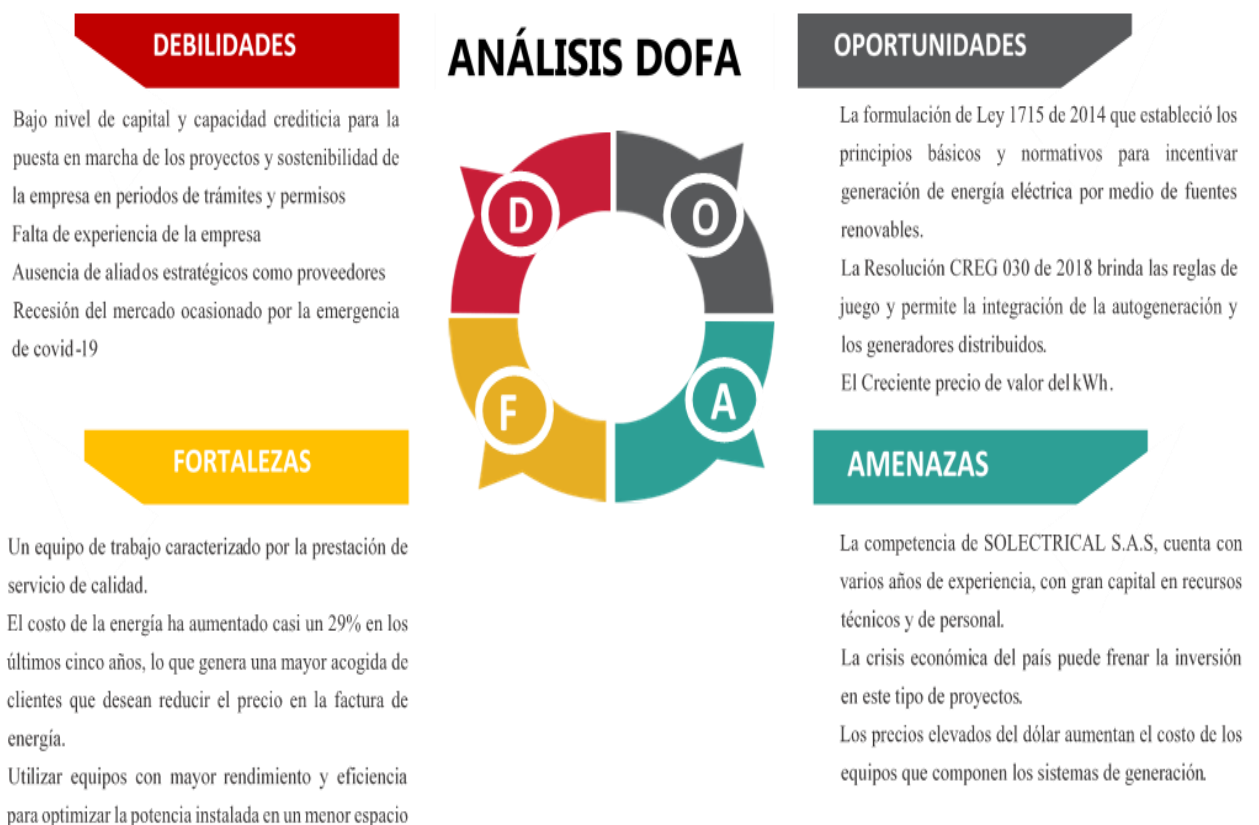 DEBILIDADES
Bajo nivel de capital y capacidad crediticia para la
puesta en marcha de los proyectos y sostenibilidad de
la empresa en periodos de trámites y permisos
Falta de experiencia de la empresa
Ausencia de aliados estratégicos como proveedores
Recesión del mercado ocasionado por la emergencia
de covid-19
ANÁLISIS DOFA
D
O
F
A
OPORTUNIDADES
La formulación de Ley 1715 de 2014 que estableció los
principios básicos y normativos para incentivar
generación de energía eléctrica por medio de fuentes
renovables.
La Resolución CREG 030 de 2018 brinda las reglas de
juego y permite la integración de la autogeneración y
los generadores distribuidos.
El Creciente precio de valor del kWh.
FORTALEZAS
Un equipo de trabajo caracterizado por la prestación de
servicio de calidad.
El costo de la energía ha aumentado casi un 29% en los
últimos cinco años, lo que genera una mayor acogida de
clientes que desean reducir el precio en la factura de
energía.
Utilizar equipos con mayor rendimiento y eficiencia
para optimizar la potencia instalada en un menor espacio
AMENAZAS
La competencia de SOLECTRICAL S.A.S, cuenta con
varios años de experiencia, con gran capital en recursos
técnicos y de personal.
La crisis económica del país puede frenar la inversión
en este tipo de proyectos.
Los precios elevados del dólar aumentan el costo de los
equipos que componen los sistemas de generación.